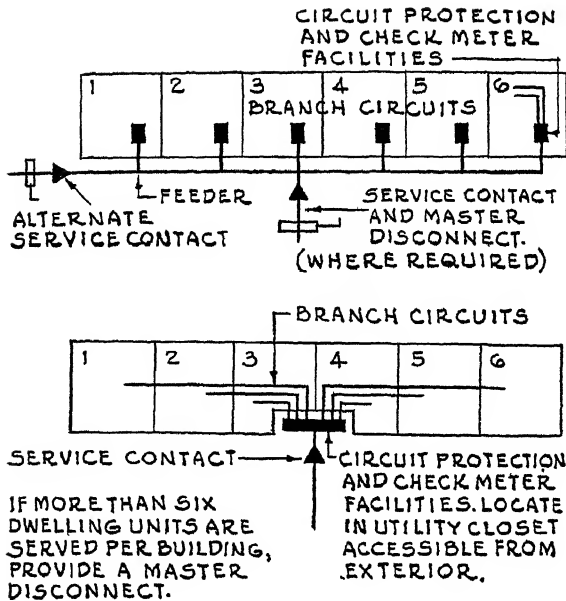 CIRCUIT PROTECTION
AND CHECK METER
FACILITIES
1 2 3 4 5 6
BRANCH CIRCUITS
FEEDER
ALTERNATE
SERVICE CONTACT
SERVICE CONTACT
AND MASTER
DISCONNECT.
(WHERE REQUIRED)
BRANCH CIRCUITS
1 2 3 4 5 6
SERVICE CONTACT
IF MORE THAN SIX
DWELLING UNITS ARE
SERVED PER BUILDING,
PROVIDE A MASTER
DISCONNECT.
CIRCUIT PROTECTION
AND CHECK METER
FACILITIES. LOCATE
IN UTILITY CLOSET
ACCESSIBLE FROM
EXTERIOR.